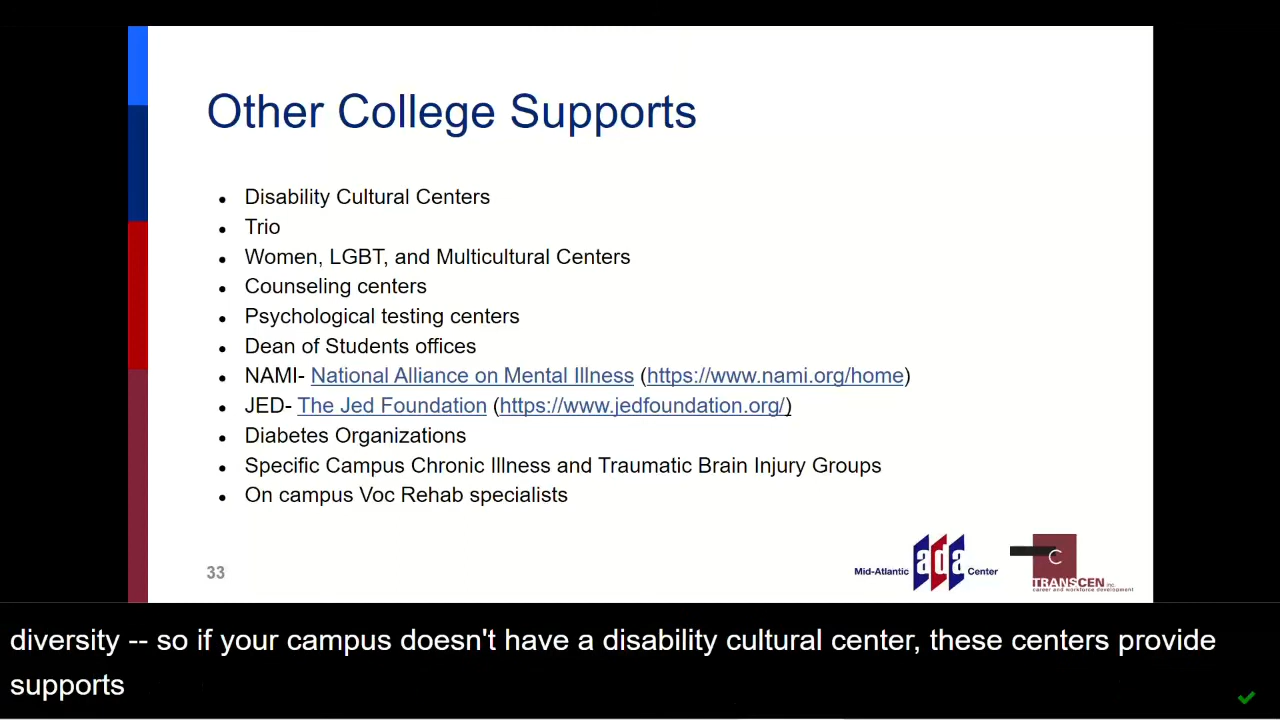 Other College Supports
• Disability Cultural Centers
• Trio
• Women, LGBT, and Multicultural Centers
• Counseling centers
• Psychological testing centers
• Dean of Students offices
• NAMI- National Alliance on Mental Illness (https://www.nami.org/home)
• JED- The Jed Foundation (https://www.jedfoundation.org/)
• Diabetes Organizations
• Specific Campus Chronic Illness and Traumatic Brain Injury Groups
• On campus Voc Rehab specialists
33
Mid-Atlantic ada Center
C
TRANSCEN inc.
career and workforce development
diversity -- so if your campus doesn't have a disability cultural center, these centers provide
supports